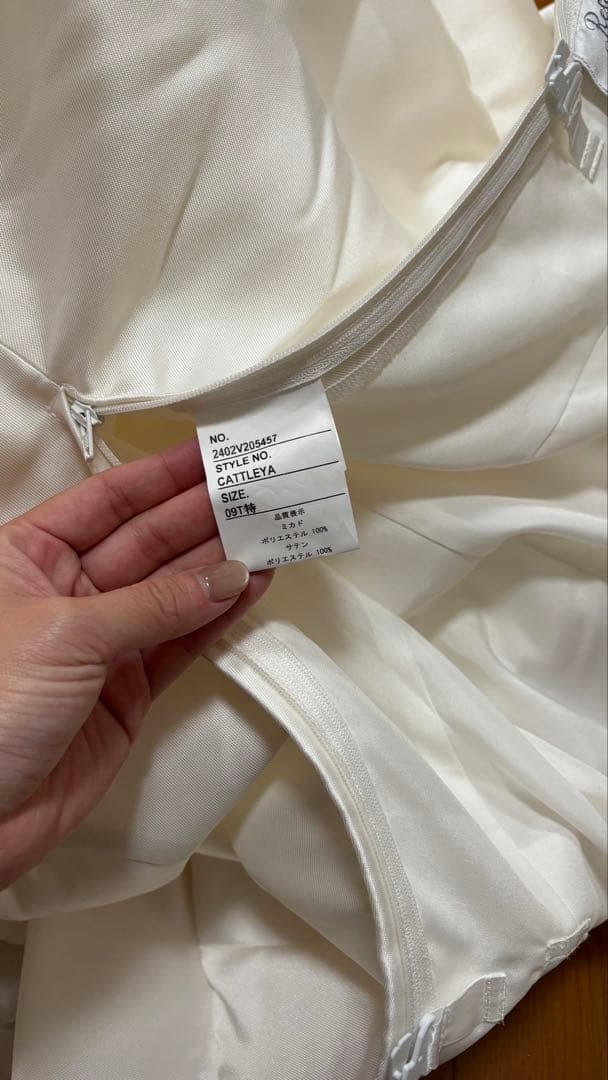 NO.
2402V205457
STYLE NO.
CATTLEYA
SIZE.
09T特
品質表示
ミカド
ポリエステル 100%
サテン
ポリエステル 100%